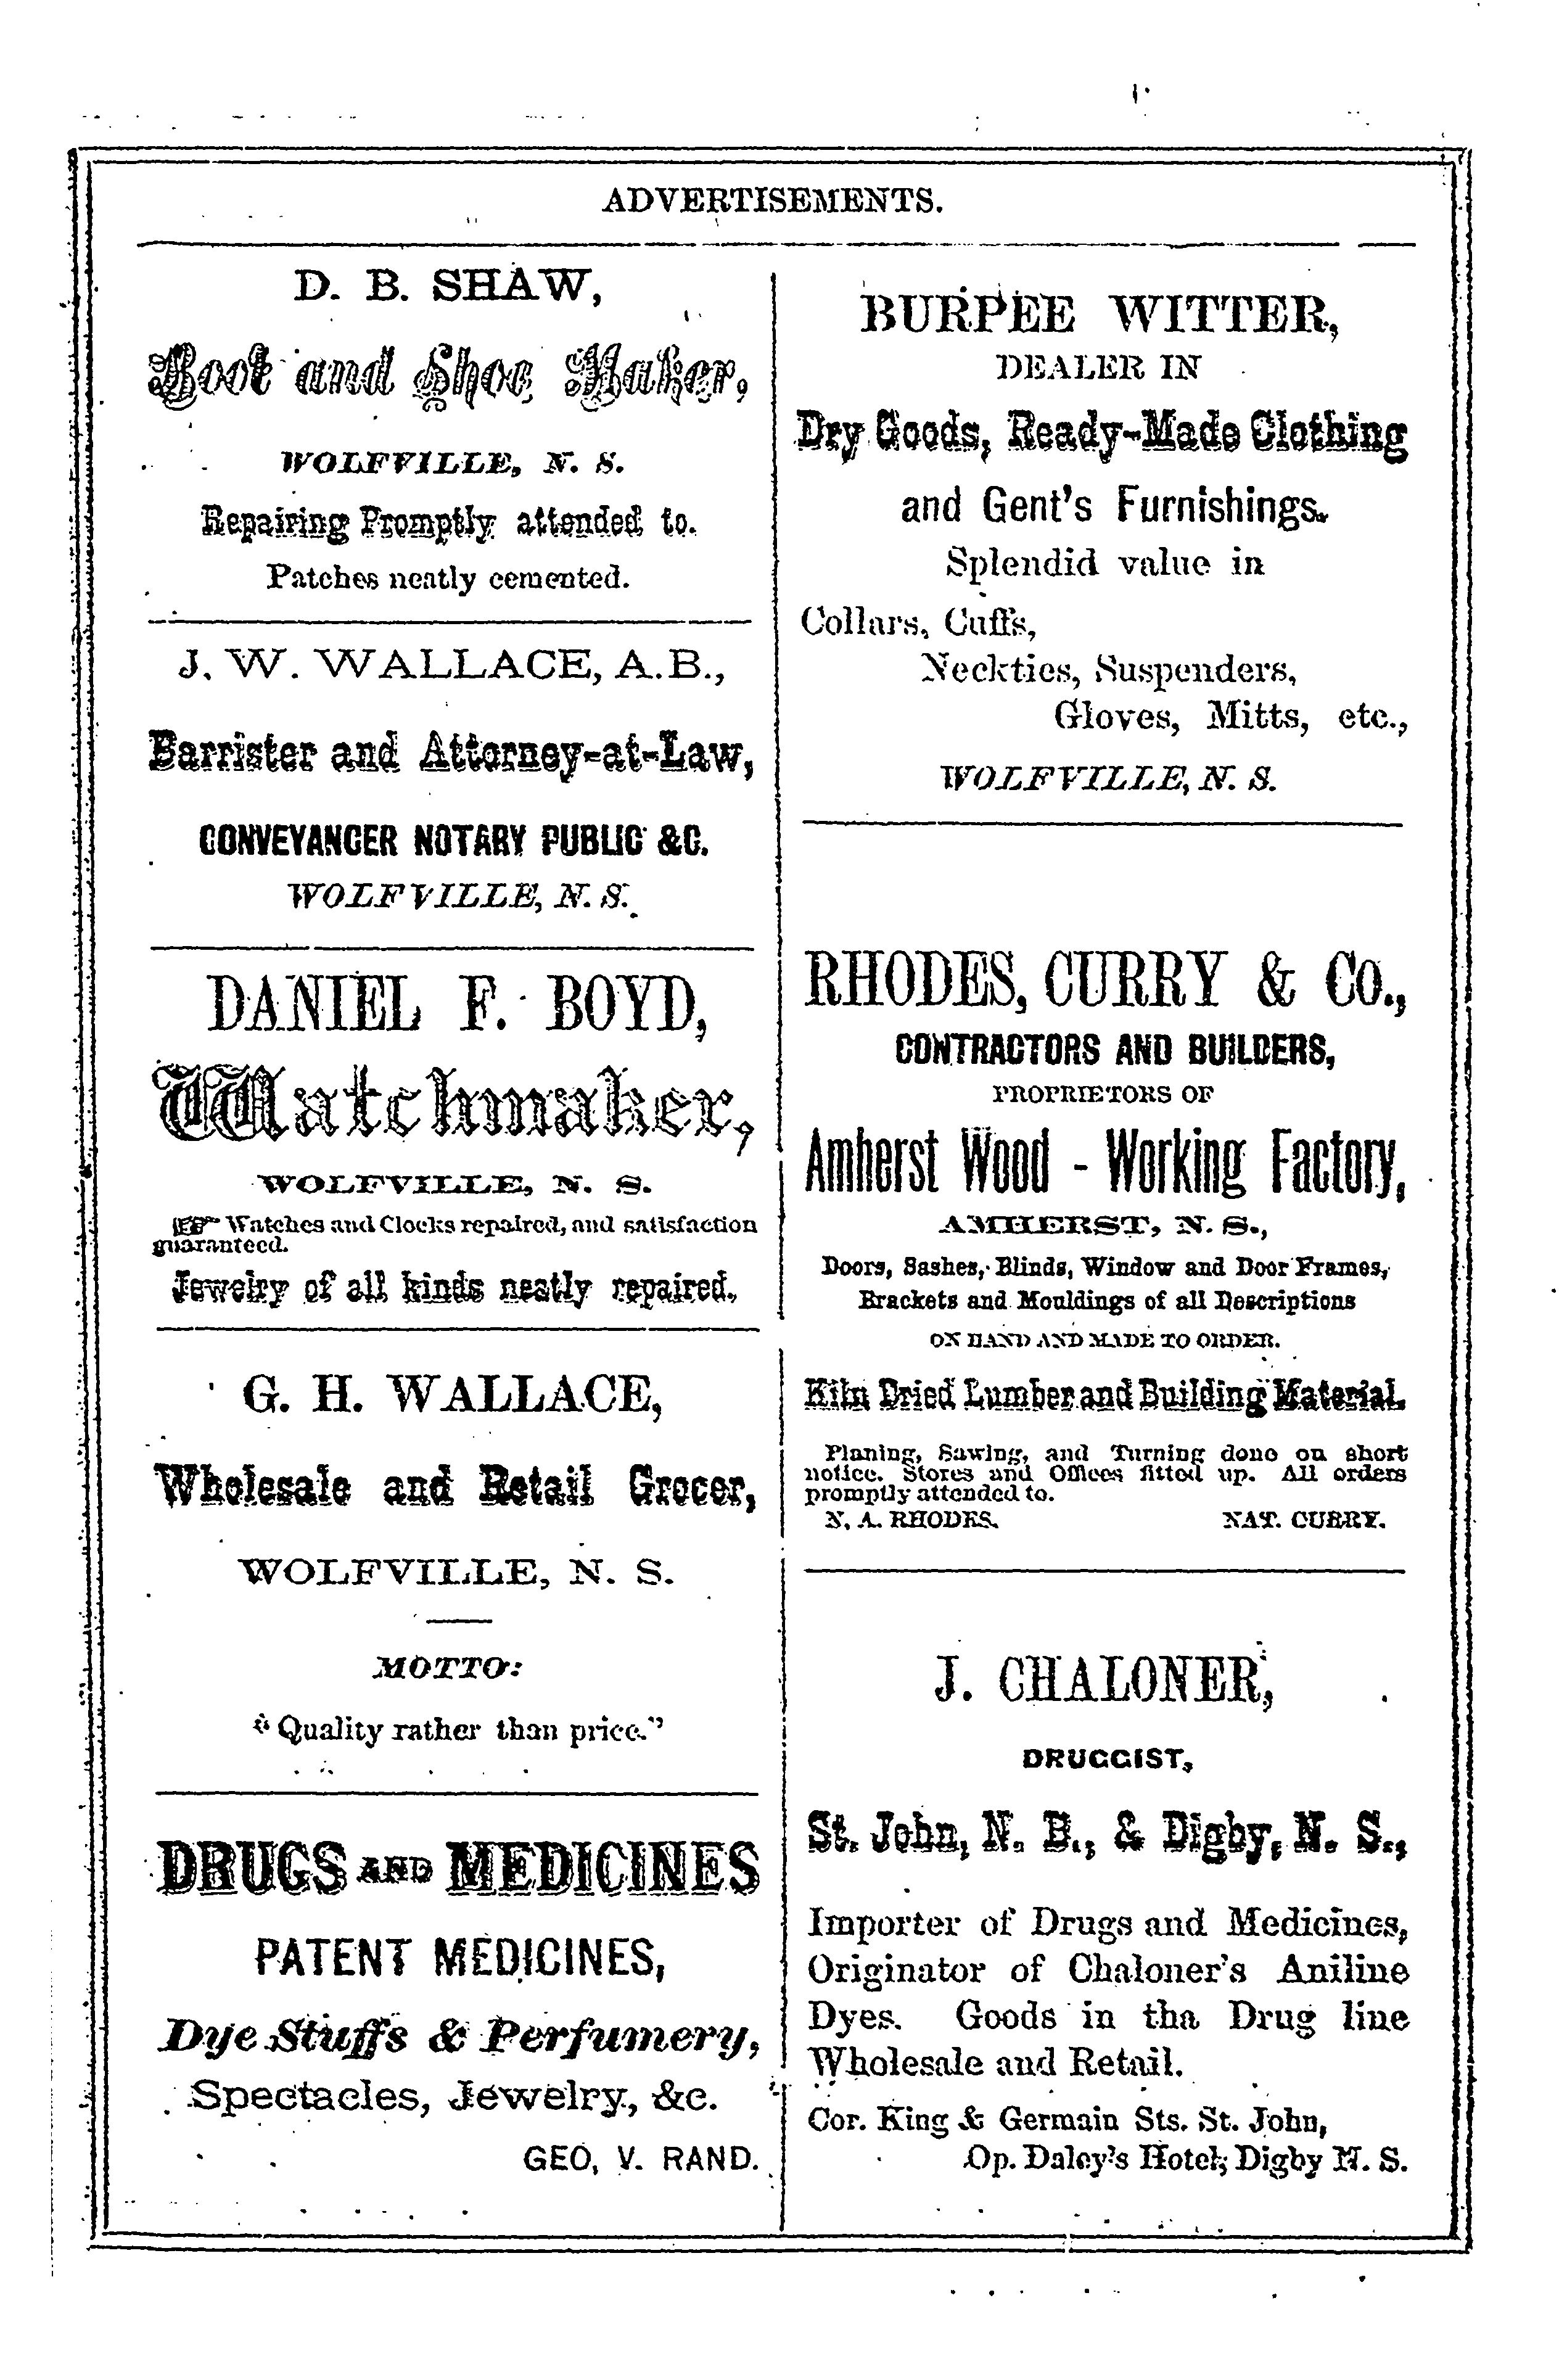 ADVERTISEMENTS.
D. B. SHAW,
Boot and Shoe Maker,
WOLFVILLE, N. S.
Repairing Promptly attended to.
Patches neatly cemented.
J. W. WALLACE, A.B.,
Barrister and Attorney-at-Law,
CONVEYANCER NOTARY PUBLIC &C.
WOLFVILLE, N. S.
DANIEL F. BOYD,
Watchmaker,
WOLFVILLE, N. S.
☞ Watches and Clocks repaired, and satisfaction
guaranteed.
Jewelry of all kinds neatly repaired.
G. H. WALLACE,
Wholesale and Retail Grocer,
WOLFVILLE, N. S.
MOTTO:
"Quality rather than price."
DRUGS AND MEDICINES
PATENT MEDICINES,
Dye Stuffs & Perfumery,
Spectacles, Jewelry, &c.
GEO, V. RAND.
BURPEE WITTER,
DEALER IN
Dry Goods, Ready-Made Clothing
and Gent's Furnishings.
Splendid value in
Collars, Cuffs,
Neckties, Suspenders,
Gloves, Mitts, etc.,
WOLFVILLE, N. S.
RHODES, CURRY & Co.,
CONTRACTORS AND BUILDERS,
PROPRIETORS OF
Amherst Wood - Working Factory,
AMHERST, N. S.,
Doors, Sashes, Blinds, Window and Door Frames,
Brackets and Mouldings of all Descriptions
ON HAND AND MADE TO ORDER.
Kiln Dried Lumber and Building Material.
Planing, Sawing, and Turning done on short
notice. Stores and Offices fitted up. All orders
promptly attended to.
N. A. RHODES. NAT. CURRY.
J. CHALONER,
DRUGGIST,
St. John, N. B., & Digby, N. S.,
Importer of Drugs and Medicines,
Originator of Chaloner's Aniline
Dyes. Goods in tha Drug line
Wholesale and Retail.
Cor. King & Germain Sts. St. John,
Op. Daley's Hotel, Digby N. S.